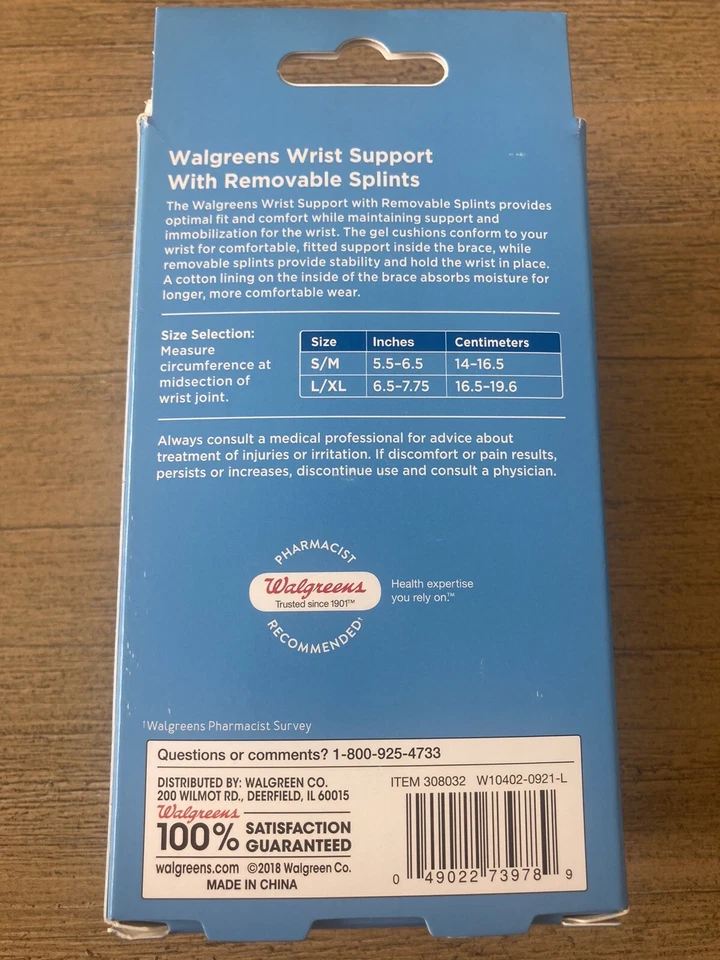 Walgreens Wrist Support
With Removable Splints
The Walgreens Wrist Support with Removable Splints provides
optimal fit and comfort while maintaining support and
immobilization for the wrist. The gel cushions conform to your
wrist for comfortable, fitted support inside the brace, while
removable splints provide stability and hold the wrist in place.
A cotton lining on the inside of the brace absorbs moisture for
longer, more comfortable wear.
Size Selection:
Measure
circumference at
midsection of
wrist joint.
Size Inches Centimeters
S/M 5.5–6.5 14–16.5
L/XL 6.5–7.75 16.5–19.6
Always consult a medical professional for advice about
treatment of injuries or irritation. If discomfort or pain results,
persists or increases, discontinue use and consult a physician.
PHARMACIST
Walgreens
Trusted since 1901™
RECOMMENDED†
Health expertise
you rely on.™
†Walgreens Pharmacist Survey
Questions or comments? 1-800-925-4733
DISTRIBUTED BY: WALGREEN CO.
200 WILMOT RD., DEERFIELD, IL 60015
Walgreens
100% SATISFACTION
GUARANTEED
walgreens.com ©2018 Walgreen Co.
MADE IN CHINA
ITEM 308032 W10402-0921-L
0 49022 73978 9